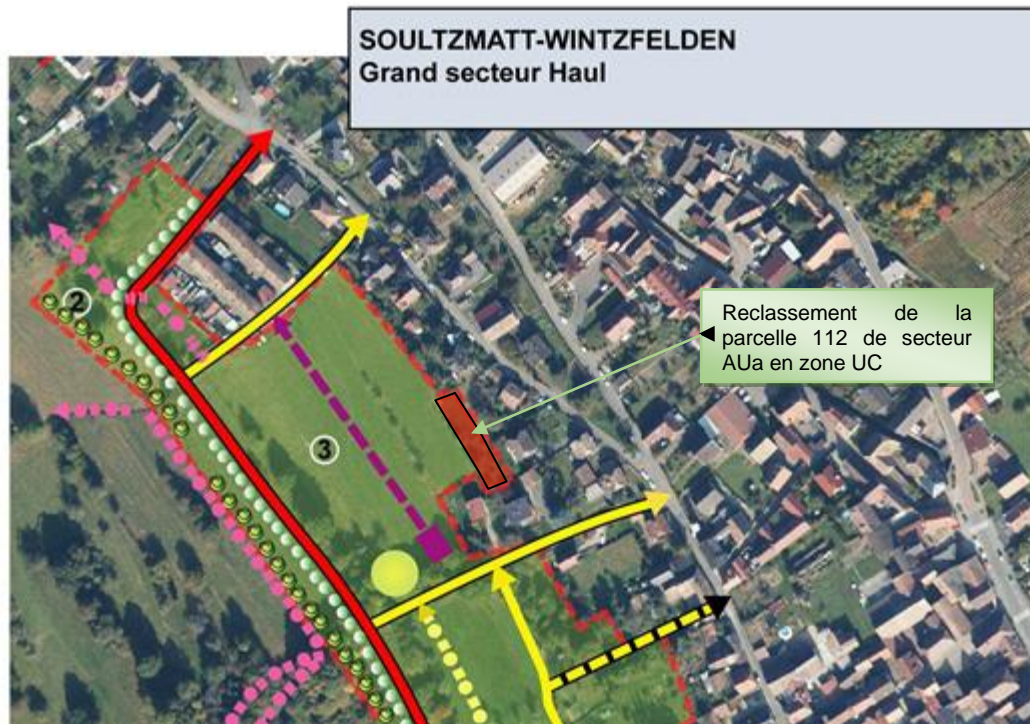 SOULTZMATT-WINTZFELDEN
Grand secteur Haul
Reclassement de la
parcelle 112 de secteur
AUa en zone UC
2
3